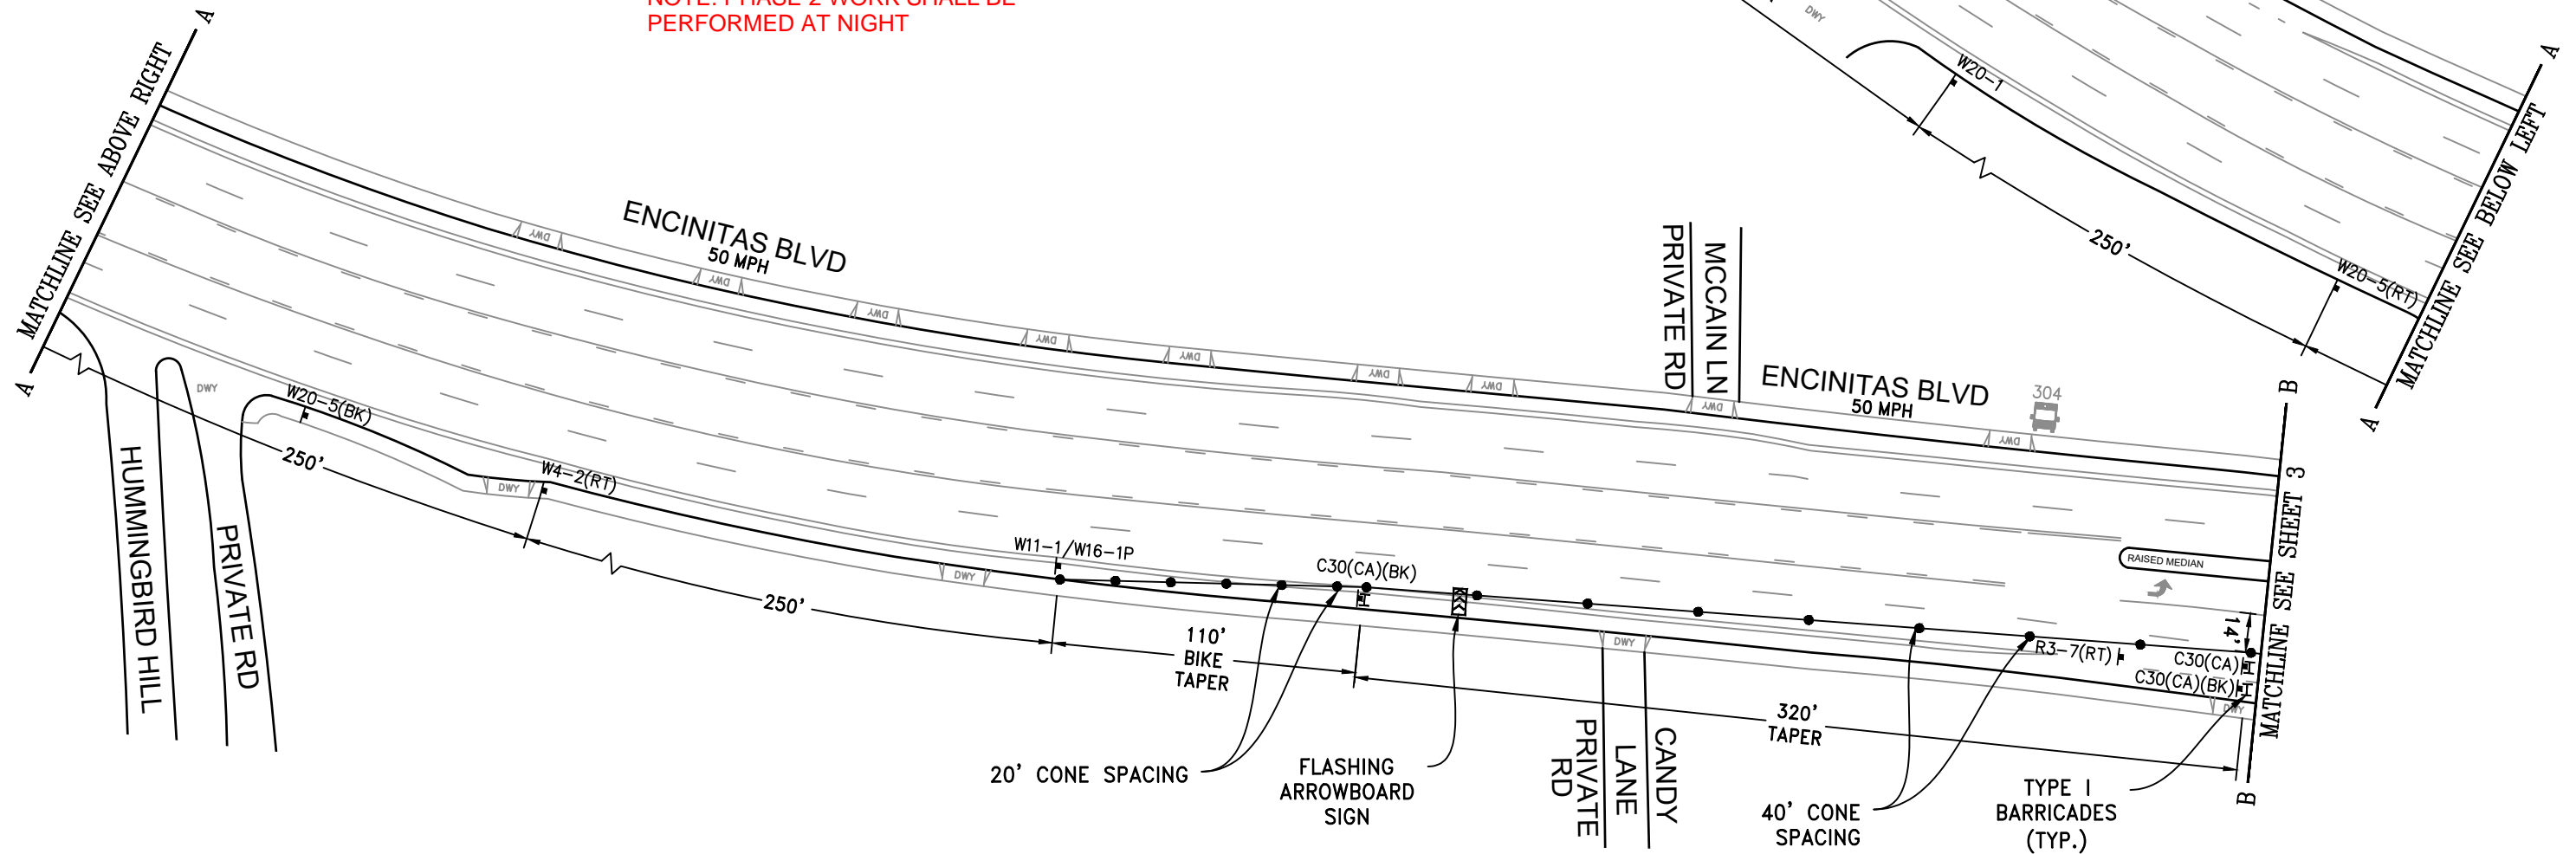 NOTE: PHASE 2 WORK SHALL BE
PERFORMED AT NIGHT
A
MATCHLINE SEE ABOVE RIGHT
A
DWY
W20-1
250'
W20-5(RT)
A
MATCHLINE SEE BELOW LEFT
A
ENCINITAS BLVD
50 MPH
DWY
DWY
DWY
DWY
DWY
DWY
DWY
DWY
DWY
PRIVATE RD
MCCAIN LN
ENCINITAS BLVD
50 MPH
304
B
MATCHLINE SEE SHEET 3
B
DWY
W20-5(BK)
250'
HUMMINGBIRD HILL
PRIVATE RD
DWY
W4-2(RT)
250'
DWY
W11-1/W16-1P
C30(CA)(BK)
110'
BIKE
TAPER
RAISED MEDIAN
14'
R3-7(RT)
C30(CA)
C30(CA)(BK)
DWY
DWY
320'
TAPER
20' CONE SPACING
FLASHING
ARROWBOARD
SIGN
PRIVATE
RD
CANDY
LANE
40' CONE
SPACING
TYPE I
BARRICADES
(TYP.)